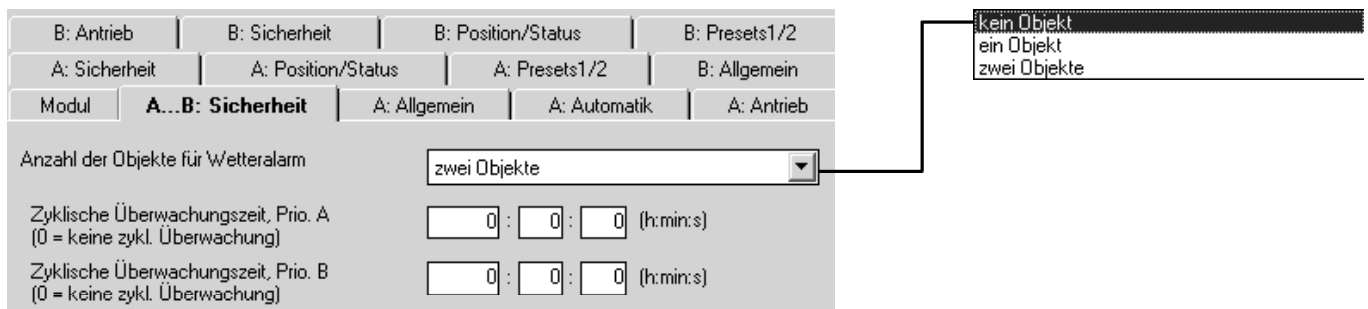 B: Antrieb B: Sicherheit B: Position/Status B: Presets1/2
A: Sicherheit A: Position/Status A: Presets1/2 B: Allgemein
Modul A...B: Sicherheit A: Allgemein A: Automatik A: Antrieb
Anzahl der Objekte für Wetteralarm zwei Objekte
Zyklische Überwachungszeit, Prio. A
(0 = keine zykl. Überwachung) 0 : 0 : 0 (h:min:s)
Zyklische Überwachungszeit, Prio. B
(0 = keine zykl. Überwachung) 0 : 0 : 0 (h:min:s)
kein Objekt
ein Objekt
zwei Objekte